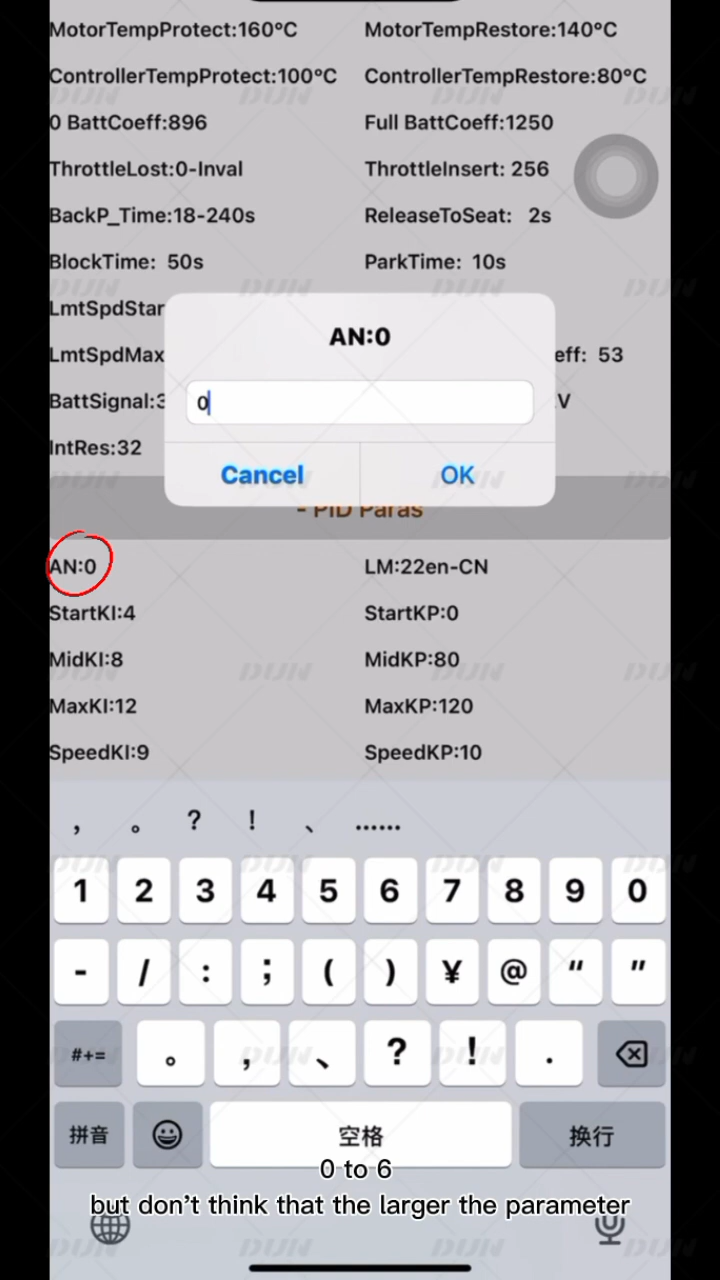 MotorTempProtect:160°C MotorTempRestore:140°C
ControllerTempProtect:100°C ControllerTempRestore:80°C
0 BattCoeff:896 Full BattCoeff:1250
ThrottleLost:0-Inval ThrottleInsert: 256
BackP_Time:18-240s ReleaseToSeat: 2s
BlockTime: 50s ParkTime: 10s
LmtSpdStar
AN:0
LmtSpdMax eff: 53
BattSignal:3 0 V
IntRes:32
Cancel OK
- PID Paras
AN:0 LM:22en-CN
StartKI:4 StartKP:0
MidKI:8 MidKP:80
MaxKI:12 MaxKP:120
SpeedKI:9 SpeedKP:10
, 。 ? ! 、 ……
1 2 3 4 5 6 7 8 9 0
- / : ; ( ) ¥ @ “ ”
#+= 。 , 、 ? ! .
拼音 空格 换行
0 to 6
but don't think that the larger the parameter